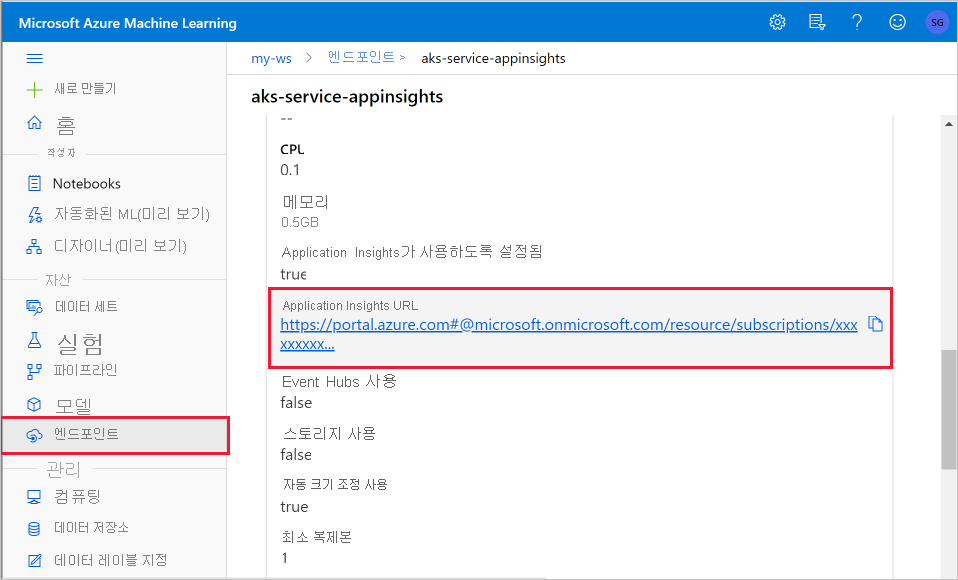 Microsoft Azure Machine Learning
SG
my-ws > 엔드포인트 > aks-service-appinsights
aks-service-appinsights
새로 만들기
홈
작성자
Notebooks
자동화된 ML(미리 보기)
디자이너(미리 보기)
자산
데이터 세트
실험
파이프라인
모델
엔드포인트
관리
컴퓨팅
데이터 저장소
데이터 레이블 지정
--
CPU
0.1
메모리
0.5GB
Application Insights가 사용하도록 설정됨
true
Application Insights URL
https://portal.azure.com#@microsoft.onmicrosoft.com/resource/subscriptions/xxx
xxxxxxx...
Event Hubs 사용
false
스토리지 사용
false
자동 크기 조정 사용
true
최소 복제본
1